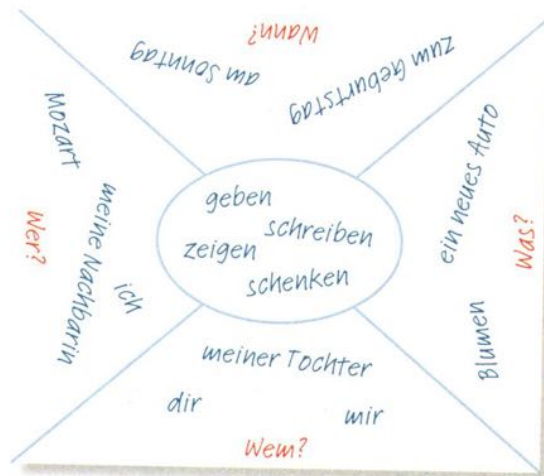 Wann?
am Sonntag
zum Geburtstag
Wer?
Mozart
meine Nachbarin
ich
geben
schreiben
zeigen
schenken
Was?
ein neues Auto
Blumen
meiner Tochter
dir
mir
Wem?